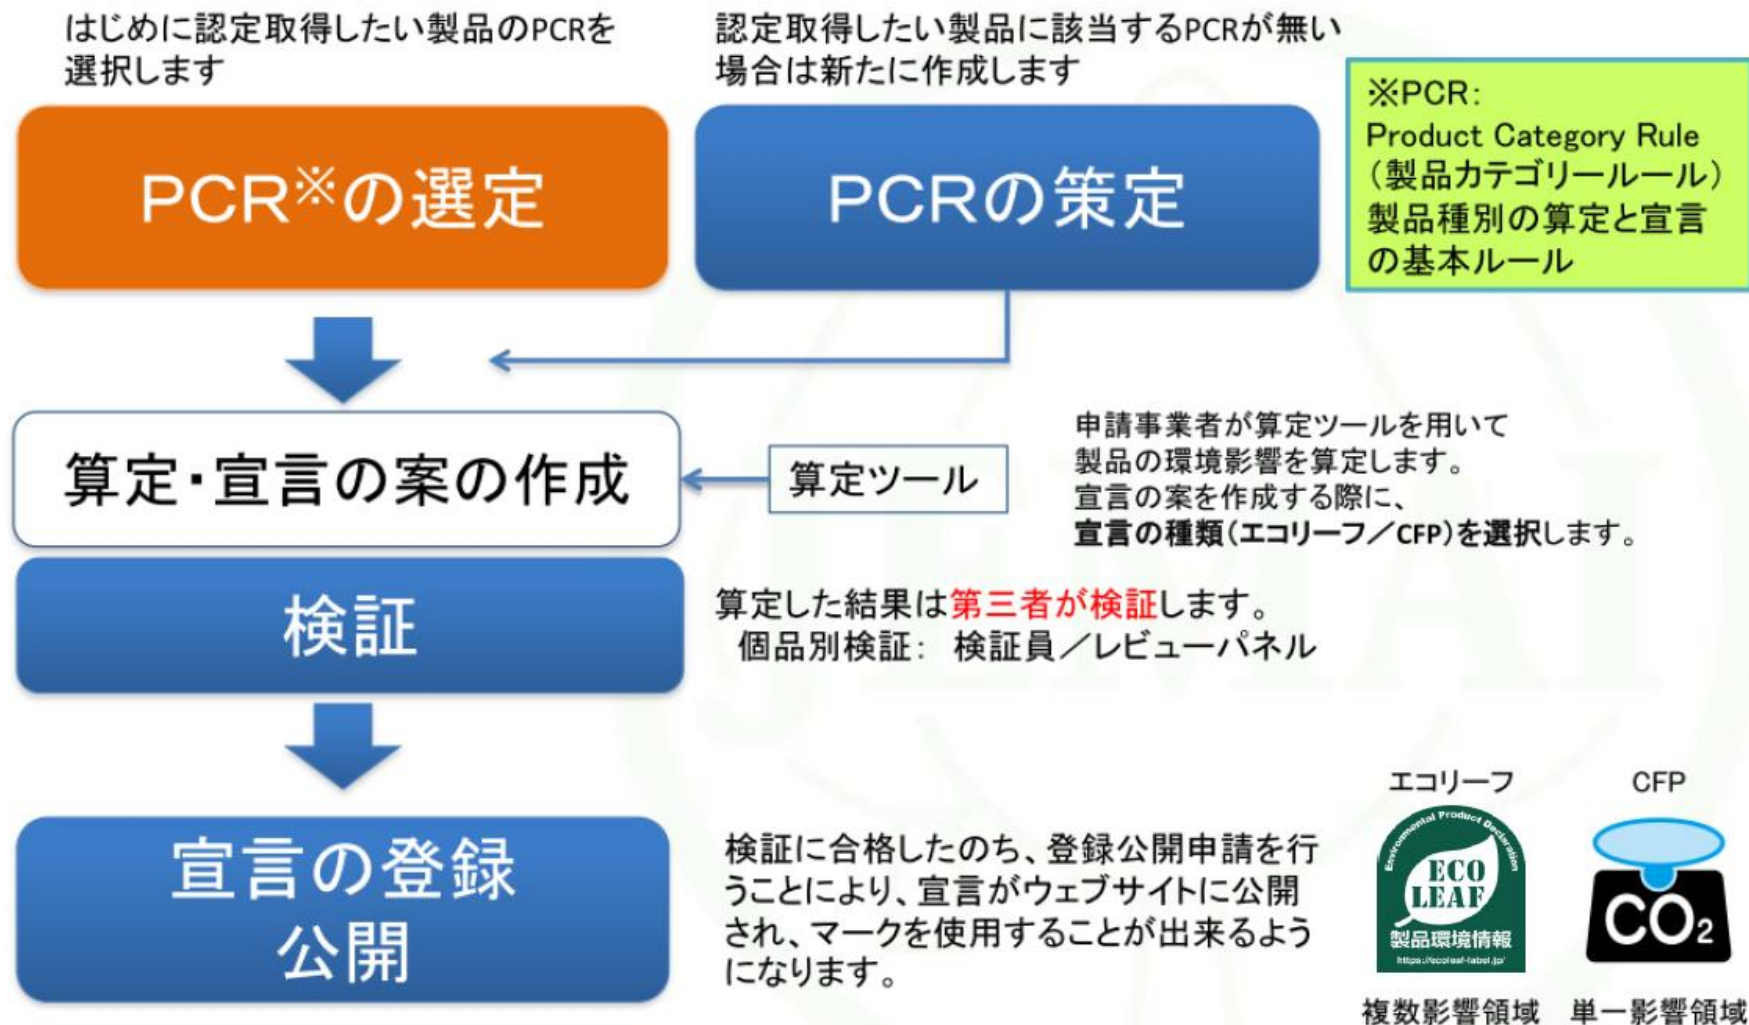 はじめに認定取得したい製品のPCRを
選択します
認定取得したい製品に該当するPCRが無い
場合は新たに作成します
PCR※の選定
PCRの策定
※PCR:
Product Category Rule
(製品カテゴリールール)
製品種別の算定と宣言
の基本ルール
算定・宣言の案の作成
算定ツール
申請事業者が算定ツールを用いて
製品の環境影響を算定します。
宣言の案を作成する際に、
宣言の種類(エコリーフ/CFP)を選択します。
検証
算定した結果は第三者が検証します。
個品別検証: 検証員/レビューパネル
宣言の登録
公開
検証に合格したのち、登録公開申請を行
うことにより、宣言がウェブサイトに公開
され、マークを使用することが出来るよう
になります。
エコリーフ
Environmental Product Declaration
ECO
LEAF
製品環境情報
https://ecoleaf-label.jp/
複数影響領域
CFP
CO2
単一影響領域
JEMAI